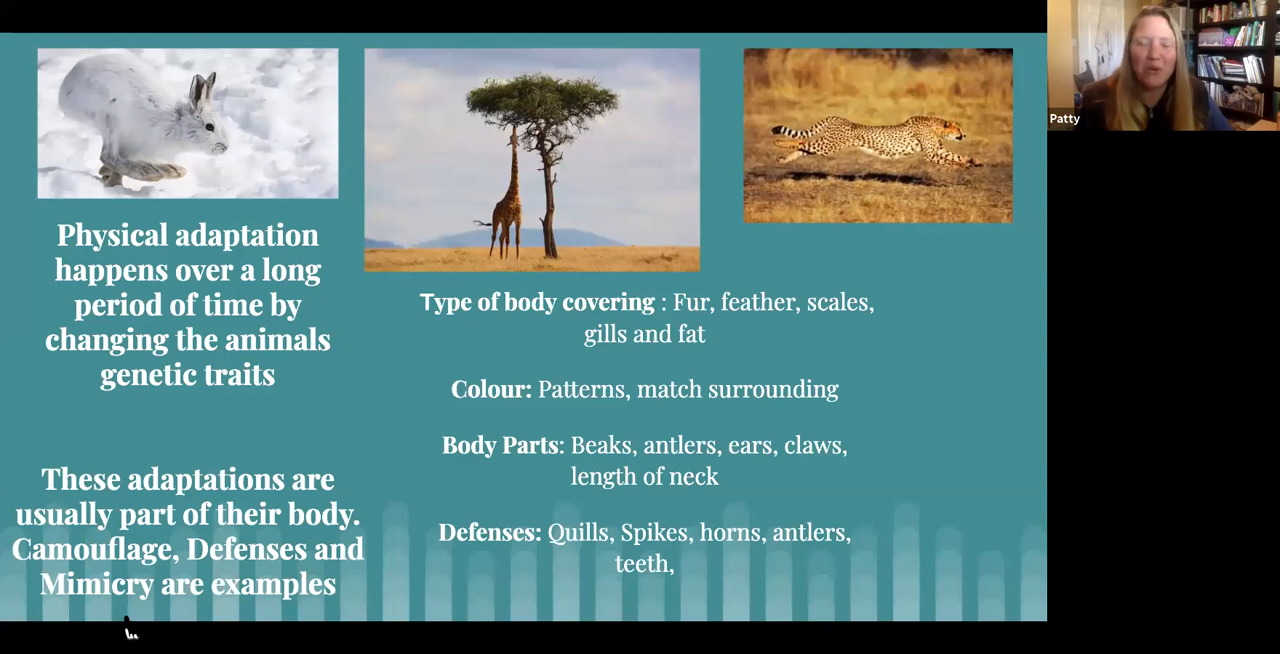 Patty
Physical adaptation
happens over a long
period of time by
changing the animals
genetic traits
These adaptations are
usually part of their body.
Camouflage, Defenses and
Mimicry are examples
Type of body covering : Fur, feather, scales,
gills and fat
Colour: Patterns, match surrounding
Body Parts: Beaks, antlers, ears, claws,
length of neck
Defenses: Quills, Spikes, horns, antlers,
teeth,